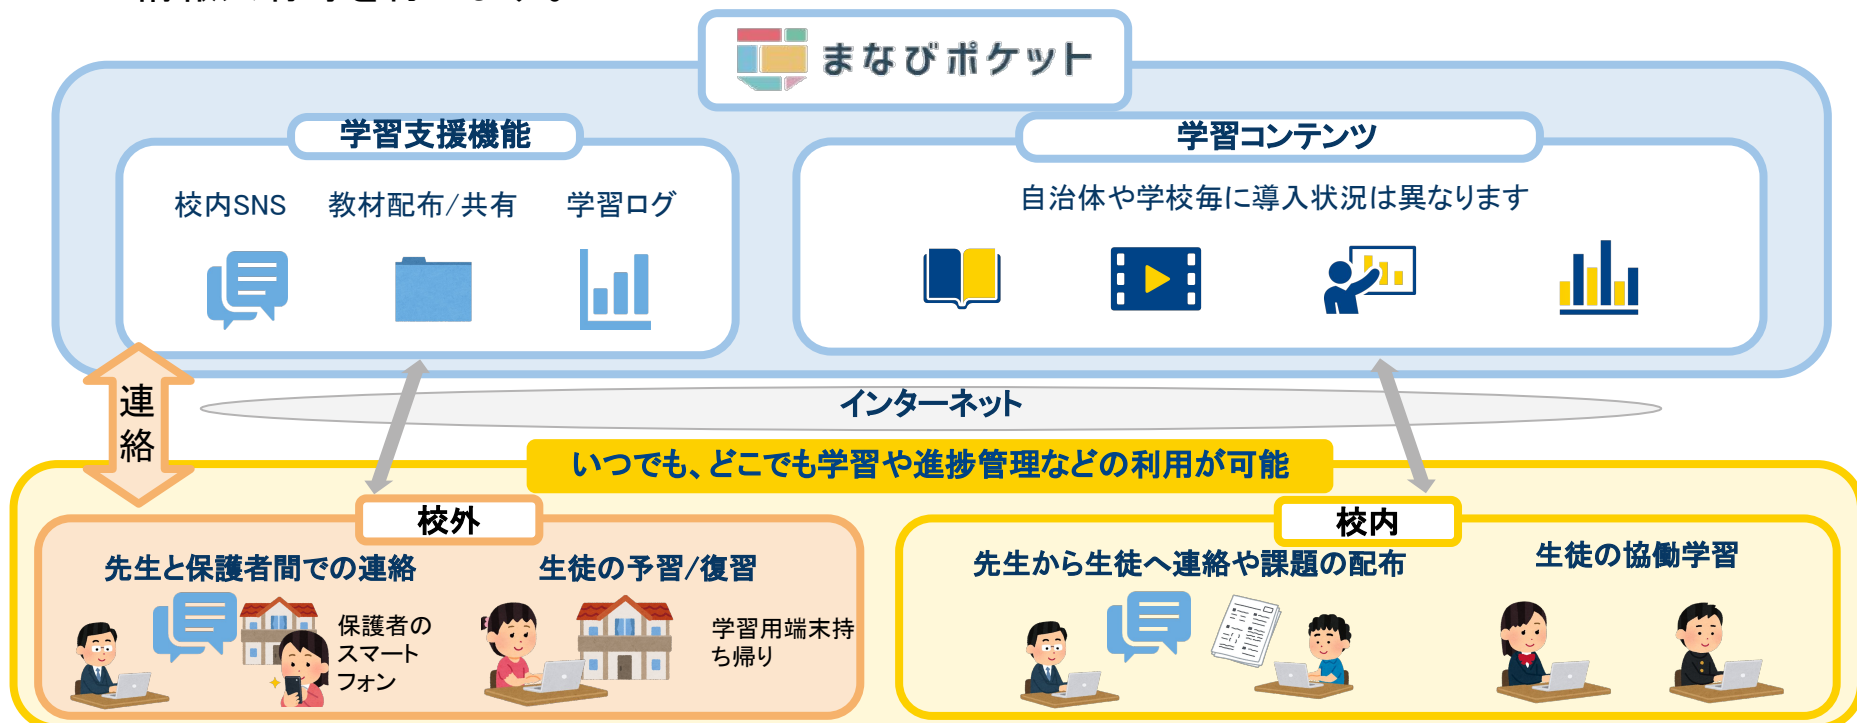 まなびポケット
学習支援機能
学習コンテンツ
校内SNS
教材配布/共有
学習ログ
自治体や学校毎に導入状況は異なります
連絡
インターネット
いつでも、どこでも学習や進捗管理などの利用が可能
校外
先生と保護者間での連絡
保護者の
スマート
フォン
生徒の予習/復習
学習用端末持
ち帰り
校内
先生から生徒へ連絡や課題の配布
生徒の協働学習